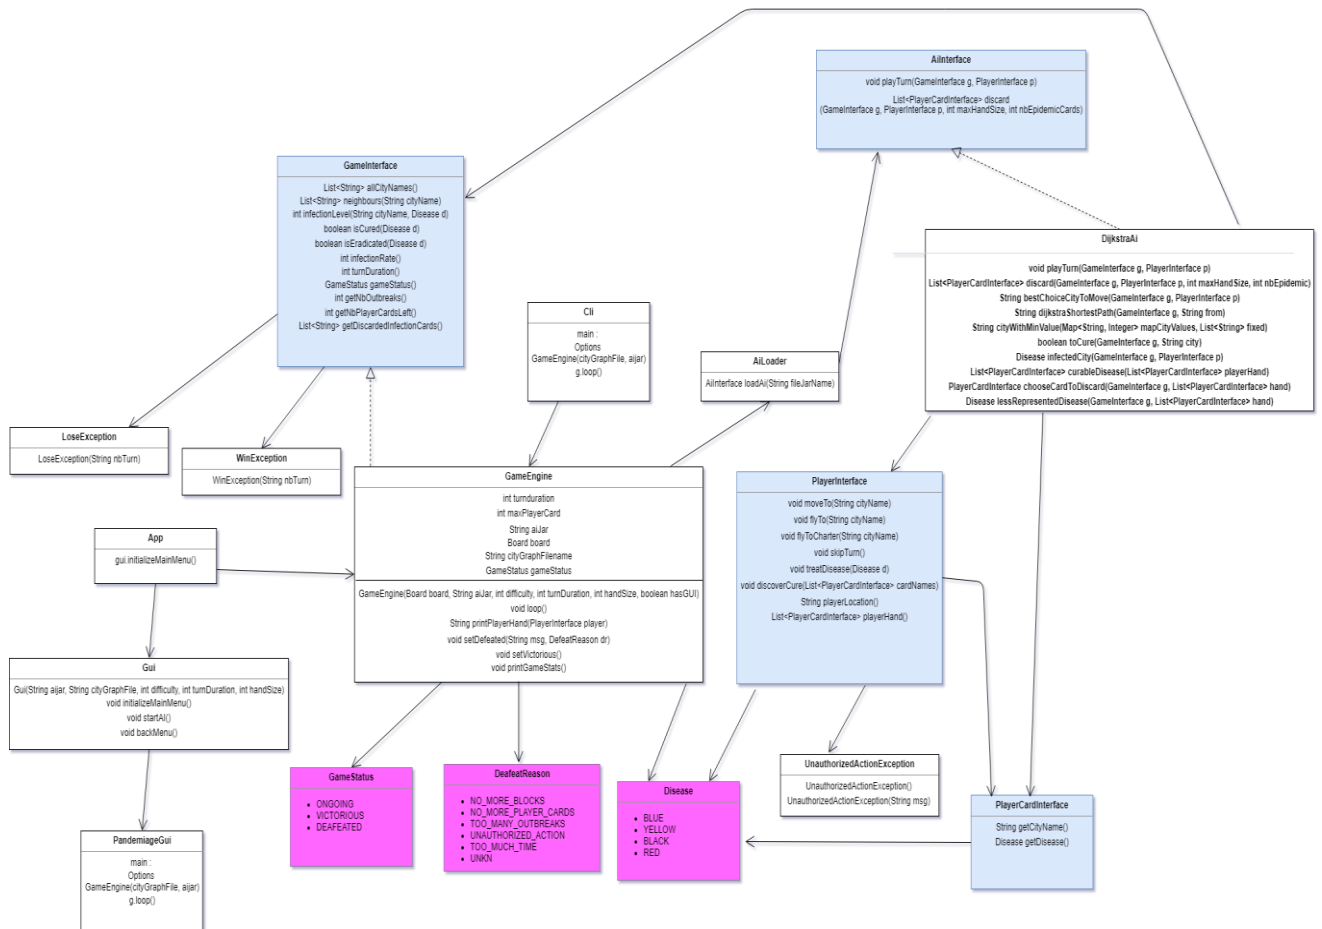 AiInterface
void playTurn(GameInterface g, PlayerInterface p)
List<PlayerCardInterface> discard
(GameInterface g, PlayerInterface p, int maxHandSize, int nbEpidemicCards)
GameInterface
List<String> allCityNames()
List<String> neighbours(String cityName)
int infectionLevel(String cityName, Disease d)
boolean isCured(Disease d)
boolean isEradicated(Disease d)
int infectionRate()
int turnDuration()
GameStatus gameStatus()
int getNbOutbreaks()
int getNbPlayerCardsLeft()
List<String> getDiscardedInfectionCards()
DijkstraAi
void playTurn(GameInterface g, PlayerInterface p)
List<PlayerCardInterface> discard(GameInterface g, PlayerInterface p, int maxHandSize, int nbEpidemic)
String bestChoiceCityToMove(GameInterface g, PlayerInterface p)
String dijkstraShortestPath(GameInterface g, String from)
String cityWithMinValue(Map<String, Integer> mapCityValues, List<String> fixed)
boolean toCure(GameInterface g, String city)
Disease infectedCity(GameInterface g, PlayerInterface p)
List<PlayerCardInterface> curableDisease(List<PlayerCardInterface> playerHand)
PlayerCardInterface chooseCardToDiscard(GameInterface g, List<PlayerCardInterface> hand)
Disease lessRepresentedDisease(GameInterface g, List<PlayerCardInterface> hand)
Cli
main :
Options
GameEngine(cityGraphFile, aijar)
g.loop()
AiLoader
AiInterface loadAi(String fileJarName)
LoseException
LoseException(String nbTurn)
WinException
WinException(String nbTurn)
GameEngine
int turnduration
int maxPlayerCard
String aiJar
Board board
String cityGraphFilename
GameStatus gameStatus
GameEngine(Board board, String aiJar, int difficulty, int turnDuration, int handSize, boolean hasGUI)
void loop()
String printPlayerHand(PlayerInterface player)
void setDefeated(String msg, DefeatReason dr)
void setVictorious()
void printGameStats()
PlayerInterface
void moveTo(String cityName)
void flyTo(String cityName)
void flyToCharter(String cityName)
void skipTurn()
void treatDisease(Disease d)
void discoverCure(List<PlayerCardInterface> cardNames)
String playerLocation()
List<PlayerCardInterface> playerHand()
App
gui.initializeMainMenu()
Gui
Gui(String aijar, String cityGraphFile, int difficulty, int turnDuration, int handSize)
void initializeMainMenu()
void startAI()
void backMenu()
GameStatus
• ONGOING
• VICTORIOUS
• DEAFEATED
DeafeatReason
• NO_MORE_BLOCKS
• NO_MORE_PLAYER_CARDS
• TOO_MANY_OUTBREAKS
• UNAUTHORIZED_ACTION
• TOO_MUCH_TIME
• UNKN
Disease
• BLUE
• YELLOW
• BLACK
• RED
UnauthorizedActionException
UnauthorizedActionException()
UnauthorizedActionException(String msg)
PlayerCardInterface
String getCityName()
Disease getDisease()
PandemiageGui
main :
Options
GameEngine(cityGraphFile, aijar)
g.loop()